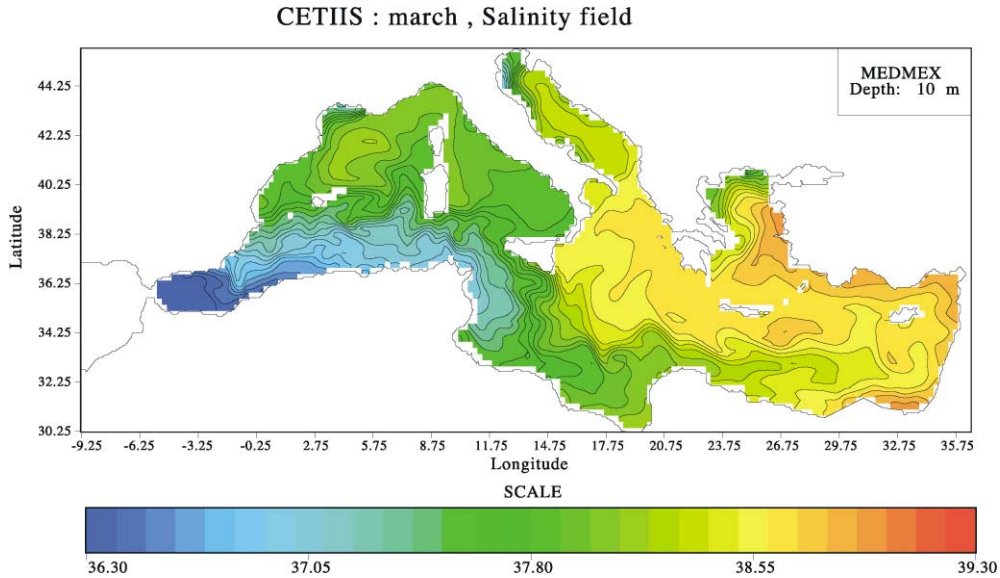 CETIIS : march , Salinity field
MEDMEX
Depth: 10 m
Latitude
44.25
42.25
40.25
38.25
36.25
34.25
32.25
30.25
-9.25 -6.25 -3.25 -0.25 2.75 5.75 8.75 11.75 14.75 17.75 20.75 23.75 26.75 29.75 32.75 35.75
Longitude
SCALE
36.30 37.05 37.80 38.55 39.30